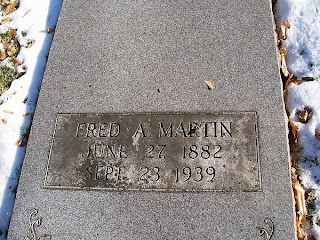 FRED A. MARTIN
JUNE 27, 1882
SEPT. 23, 1939